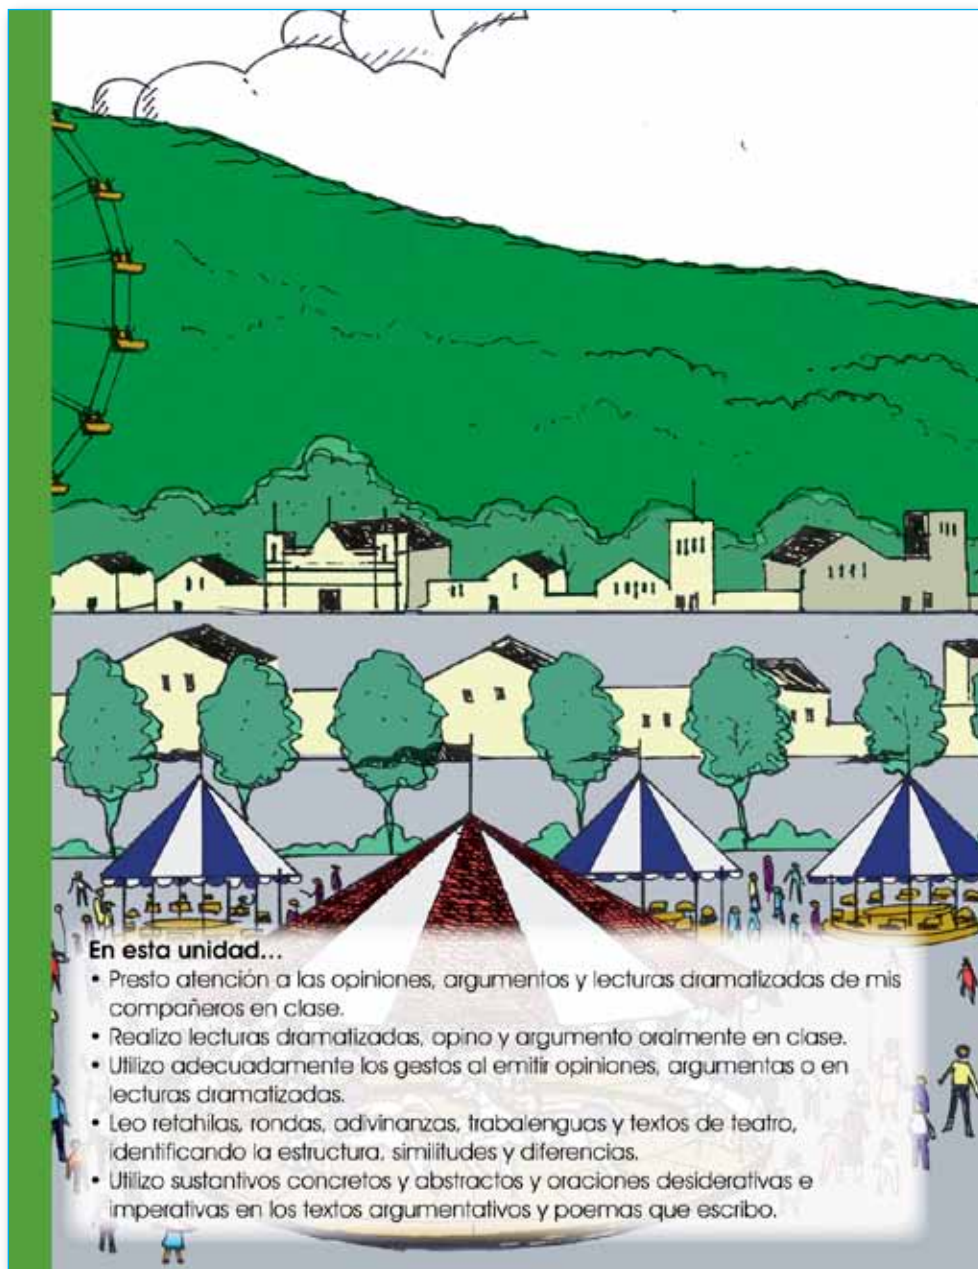 En esta unidad...
• Presto atención a las opiniones, argumentos y lecturas dramatizadas de mis
compañeros en clase.
• Realizo lecturas dramatizadas, opino y argumento oralmente en clase.
• Utilizo adecuadamente los gestos al emitir opiniones, argumentas o en
lecturas dramatizadas.
• Leo retahílas, rondas, adivinanzas, trabalenguas y textos de teatro,
identificando la estructura, similitudes y diferencias.
• Utilizo sustantivos concretos y abstractos y oraciones desiderativas e
imperativas en los textos argumentativos y poemas que escribo.